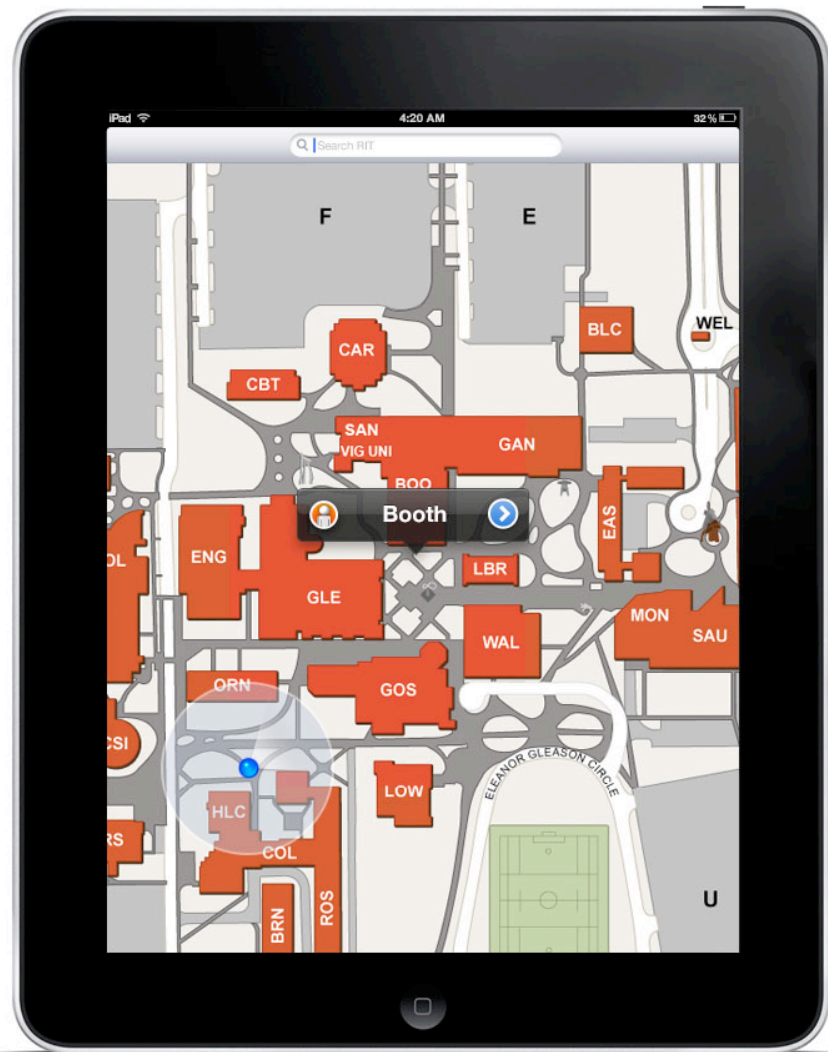 iPad 4:20 AM 32%
Search RIT
F
E
WEL
BLC
CAR
CBT
SAN
VIG UNI
GAN
BOO
Booth
EAS
OL
ENG
LBR
GLE
MON
WAL
SAU
ORN
GOS
CSI
ELEANOR GLEASON CIRCLE
LOW
HLC
RS
COL
U
ROS
BRN